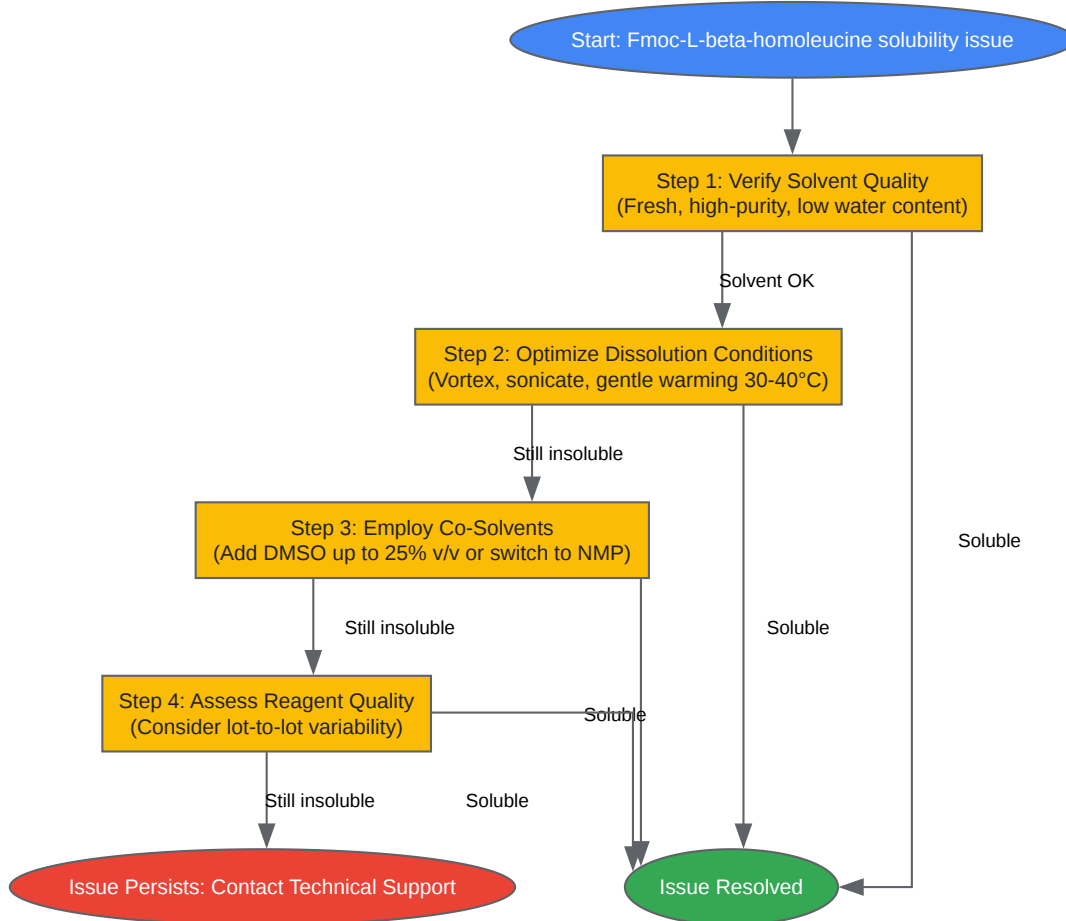 Start: Fmoc-L-beta-homoleucine solubility issue
Step 1: Verify Solvent Quality
(Fresh, high-purity, low water content)
Solvent OK
Step 2: Optimize Dissolution Conditions
(Vortex, sonicate, gentle warming 30-40°C)
Still insoluble
Step 3: Employ Co-Solvents
(Add DMSO up to 25% v/v or switch to NMP)
Soluble
Still insoluble
Soluble
Step 4: Assess Reagent Quality
(Consider lot-to-lot variability)
Soluble
Still insoluble
Soluble
Issue Persists: Contact Technical Support
Issue Resolved